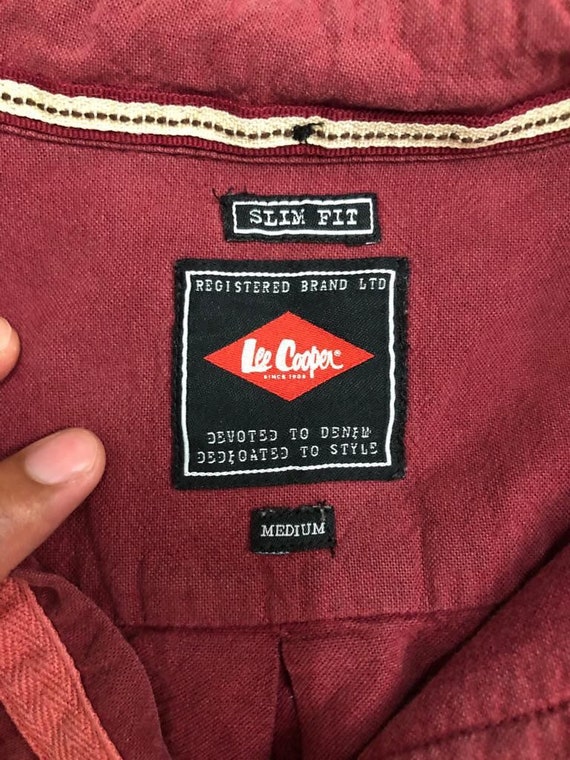 SLIM FIT
REGISTERED BRAND LTD
Lee Cooper®
SINCE 1908
DEVOTED TO DENIM
DEDICATED TO STYLE
MEDIUM